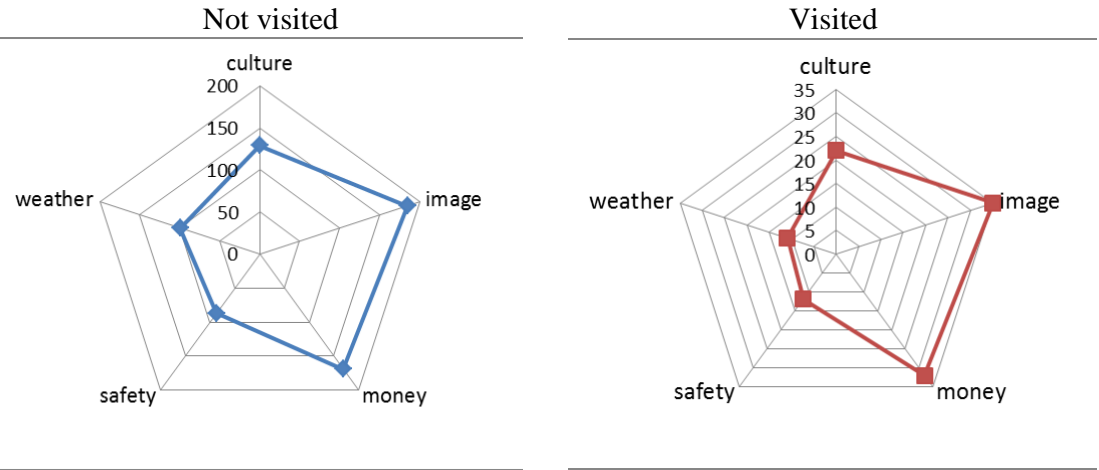 Not visited
culture
200
150
100
50
0
weather
image
safety
money
Visited
culture
35
30
25
20
15
10
5
0
weather
image
safety
money